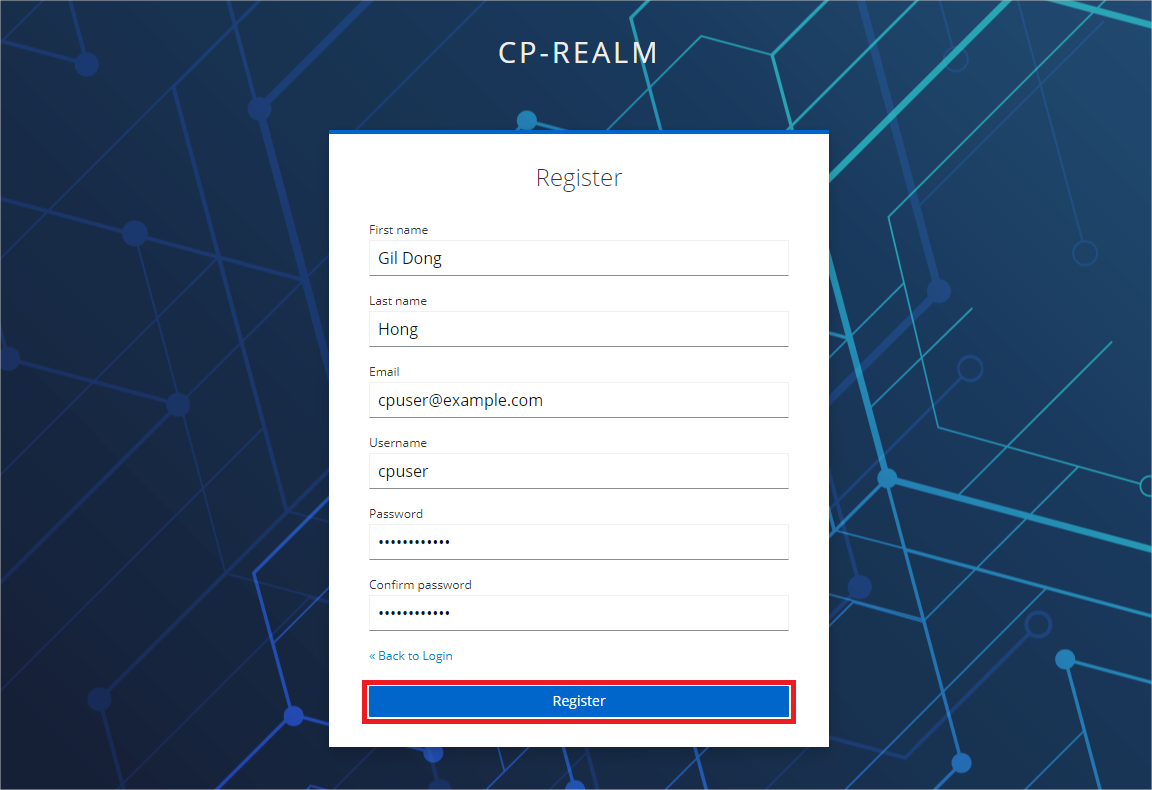 CP-REALM
Register
First name
Gil Dong
Last name
Hong
Email
cpuser@example.com
Username
cpuser
Password
••••••••••••
Confirm password
••••••••••••
« Back to Login
Register